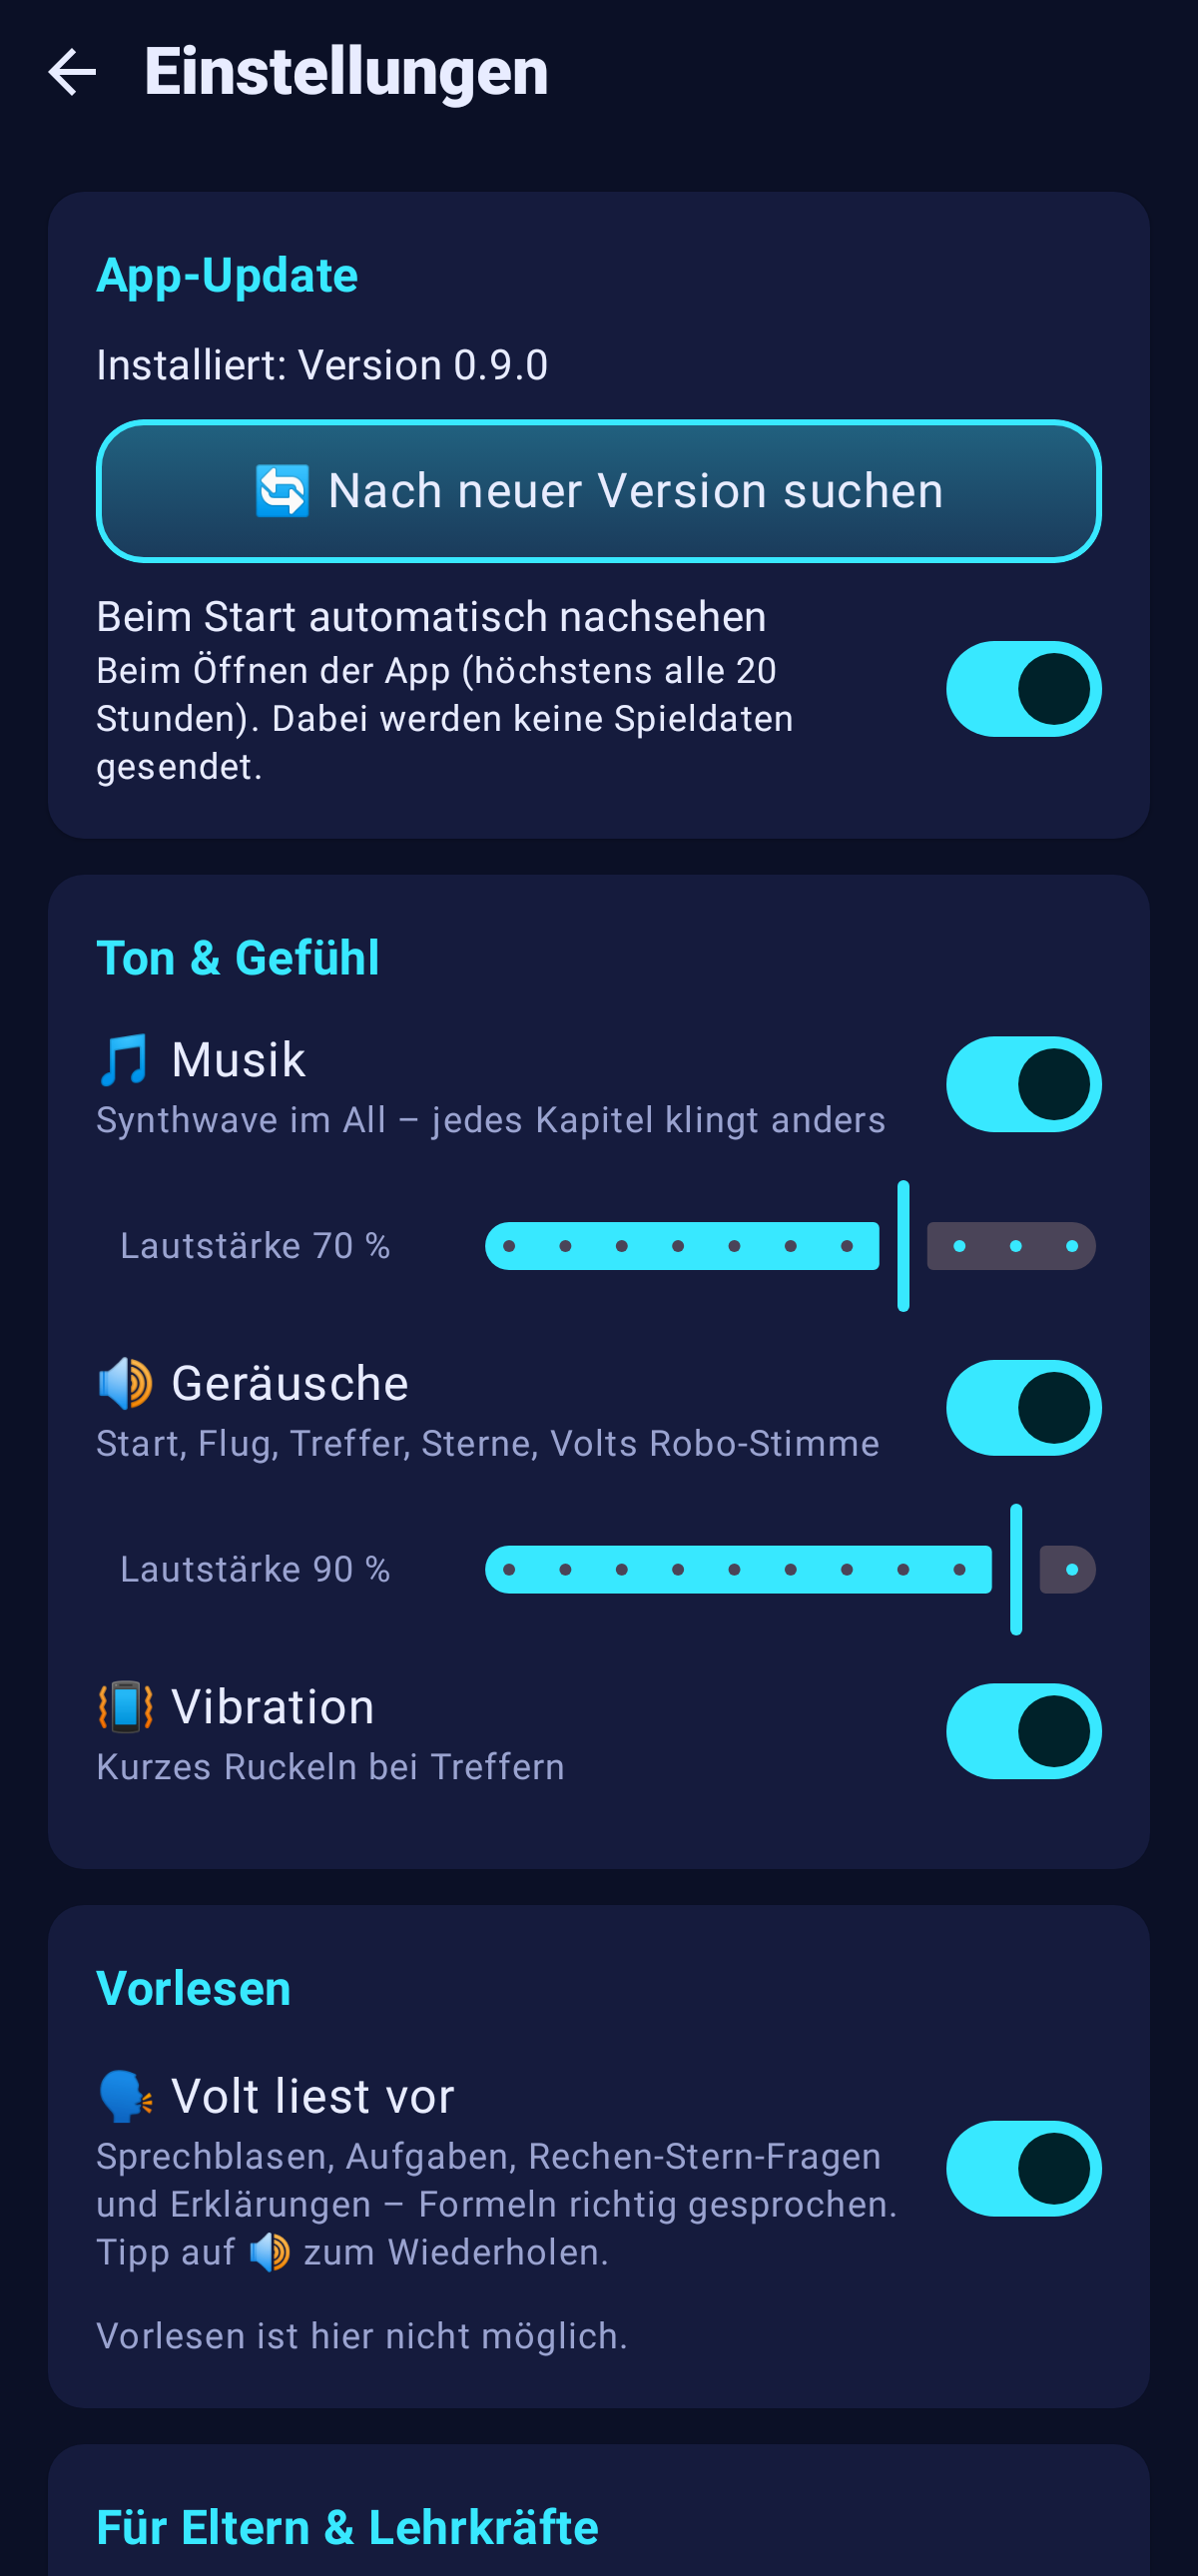 Einstellungen
App-Update
Installiert: Version 0.9.0
🔄 Nach neuer Version suchen
Beim Start automatisch nachsehen
Beim Öffnen der App (höchstens alle 20
Stunden). Dabei werden keine Spieldaten
gesendet.
Ton & Gefühl
🎵 Musik
Synthwave im All – jedes Kapitel klingt anders
Lautstärke 70 %
🔊 Geräusche
Start, Flug, Treffer, Sterne, Volts Robo-Stimme
Lautstärke 90 %
📳 Vibration
Kurzes Ruckeln bei Treffern
Vorlesen
🗣️ Volt liest vor
Sprechblasen, Aufgaben, Rechen-Stern-Fragen
und Erklärungen – Formeln richtig gesprochen.
Tipp auf 🔊 zum Wiederholen.
Vorlesen ist hier nicht möglich.
Für Eltern & Lehrkräfte